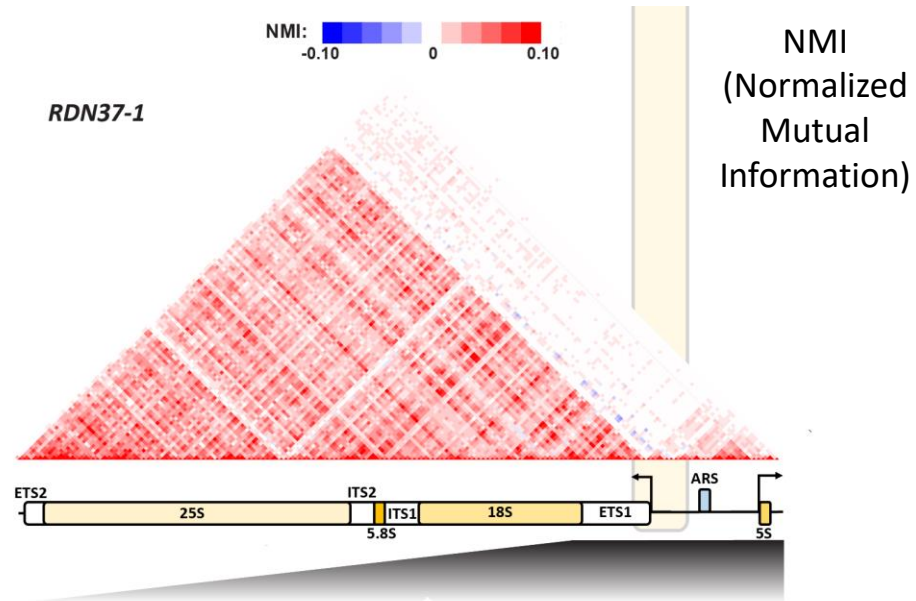 NMI:
-0.10 0 0.10
NMI
(Normalized
Mutual
Information)
RDN37-1
ETS2 ITS2 ARS
25S ITS1 18S ETS1
5.8S 5S